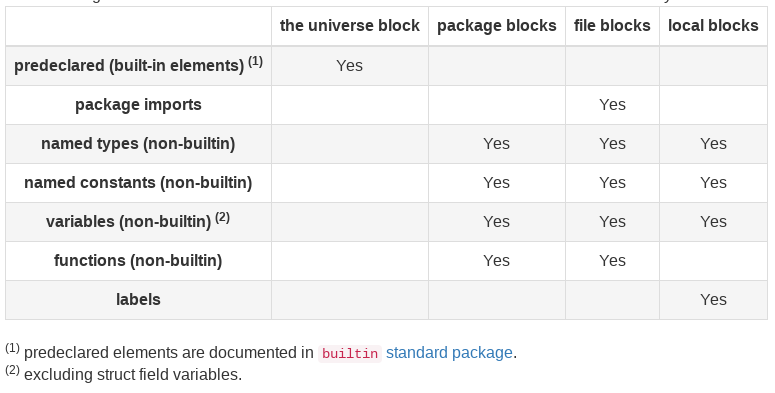 the universe block package blocks file blocks local blocks
predeclared (built-in elements) (1) Yes
package imports Yes
named types (non-builtin) Yes Yes Yes
named constants (non-builtin) Yes Yes Yes
variables (non-builtin) (2) Yes Yes Yes
functions (non-builtin) Yes Yes
labels Yes
(1) predeclared elements are documented in builtin standard package.
(2) excluding struct field variables.